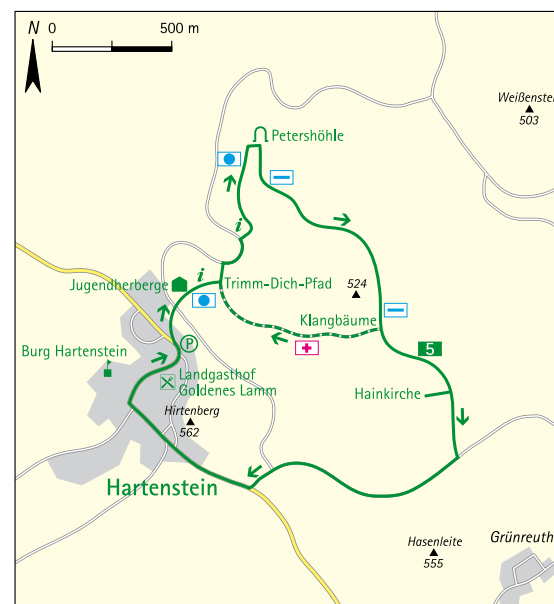 N
0 500 m
Weißenstein
503
Petershöhle
i
i
Jugendherberge
Trimm-Dich-Pfad
524
Klangbäume
P
5
Burg Hartenstein
Landgasthof
Goldenes Lamm
Hainkirche
Hirtenberg
562
Hartenstein
Hasenleite
555
Grünreuth